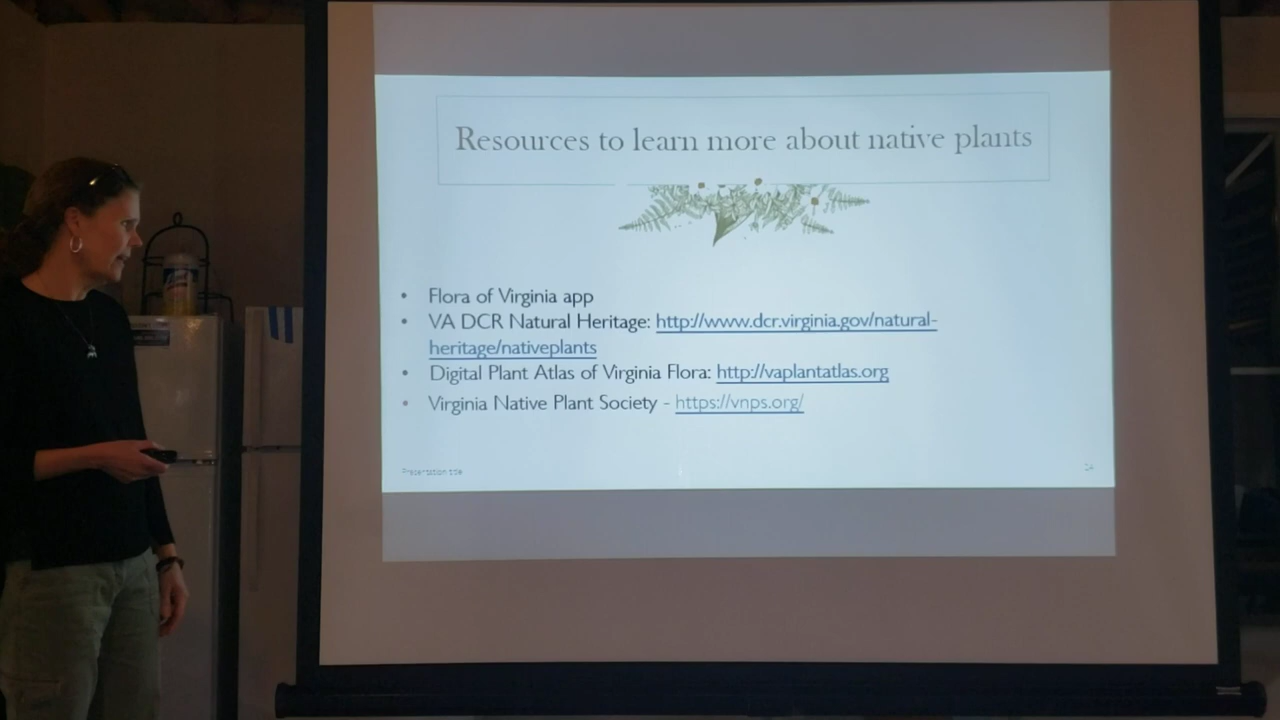 Resources to learn more about native plants
• Flora of Virginia app
• VA DCR Natural Heritage: http://www.dcr.virginia.gov/natural-
heritage/nativeplants
• Digital Plant Atlas of Virginia Flora: http://vaplantatlas.org
• Virginia Native Plant Society - https://vnps.org/
Presentation title